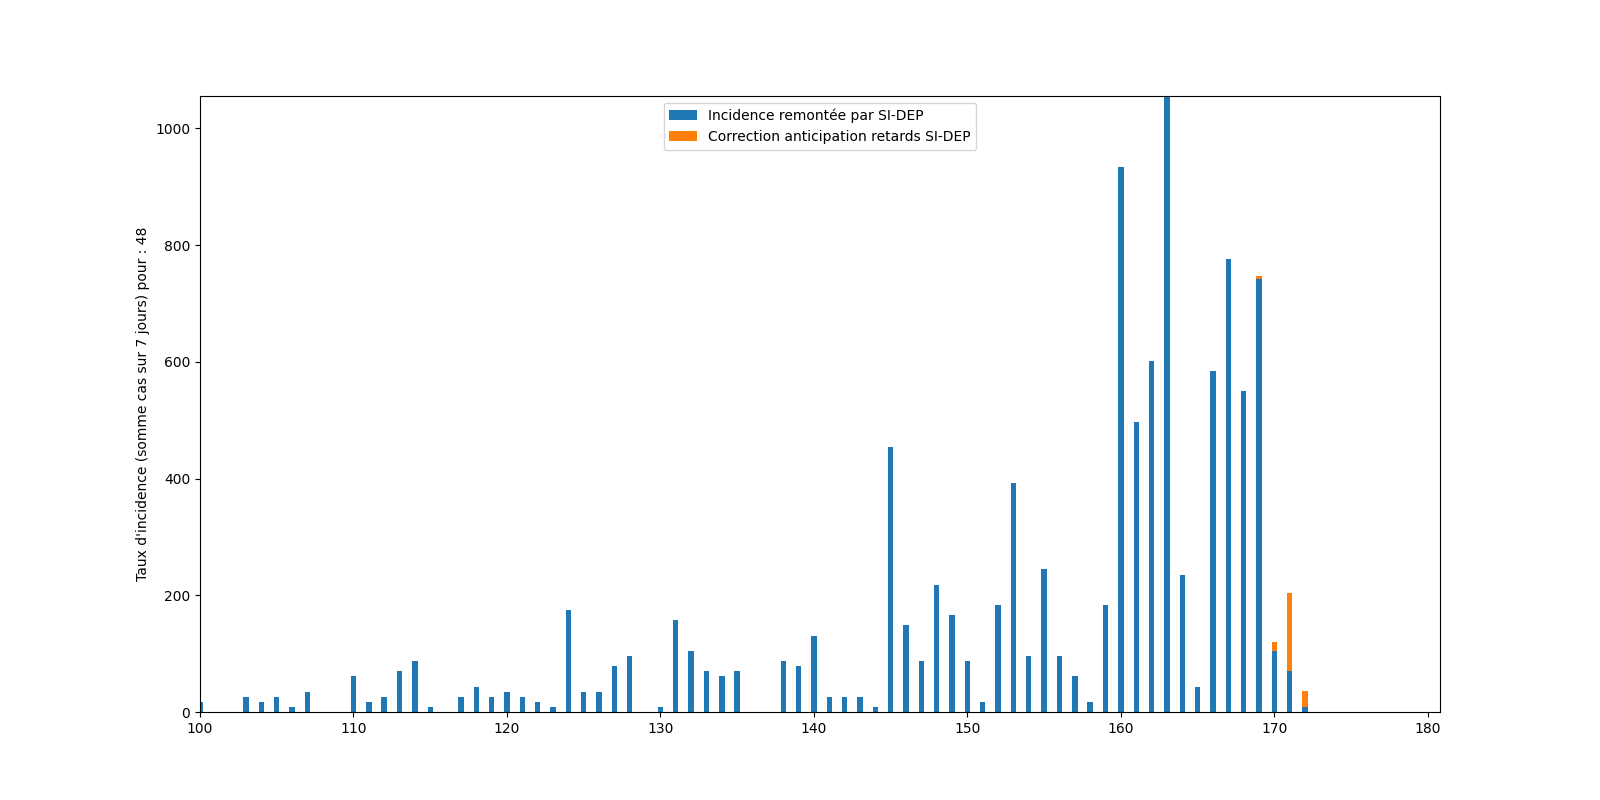 Incidence remontée par SI-DEP
Correction anticipation retards SI-DEP
Taux d'incidence (somme cas sur 7 jours) pour : 48
1000
800
600
400
200
0
100 110 120 130 140 150 160 170 180